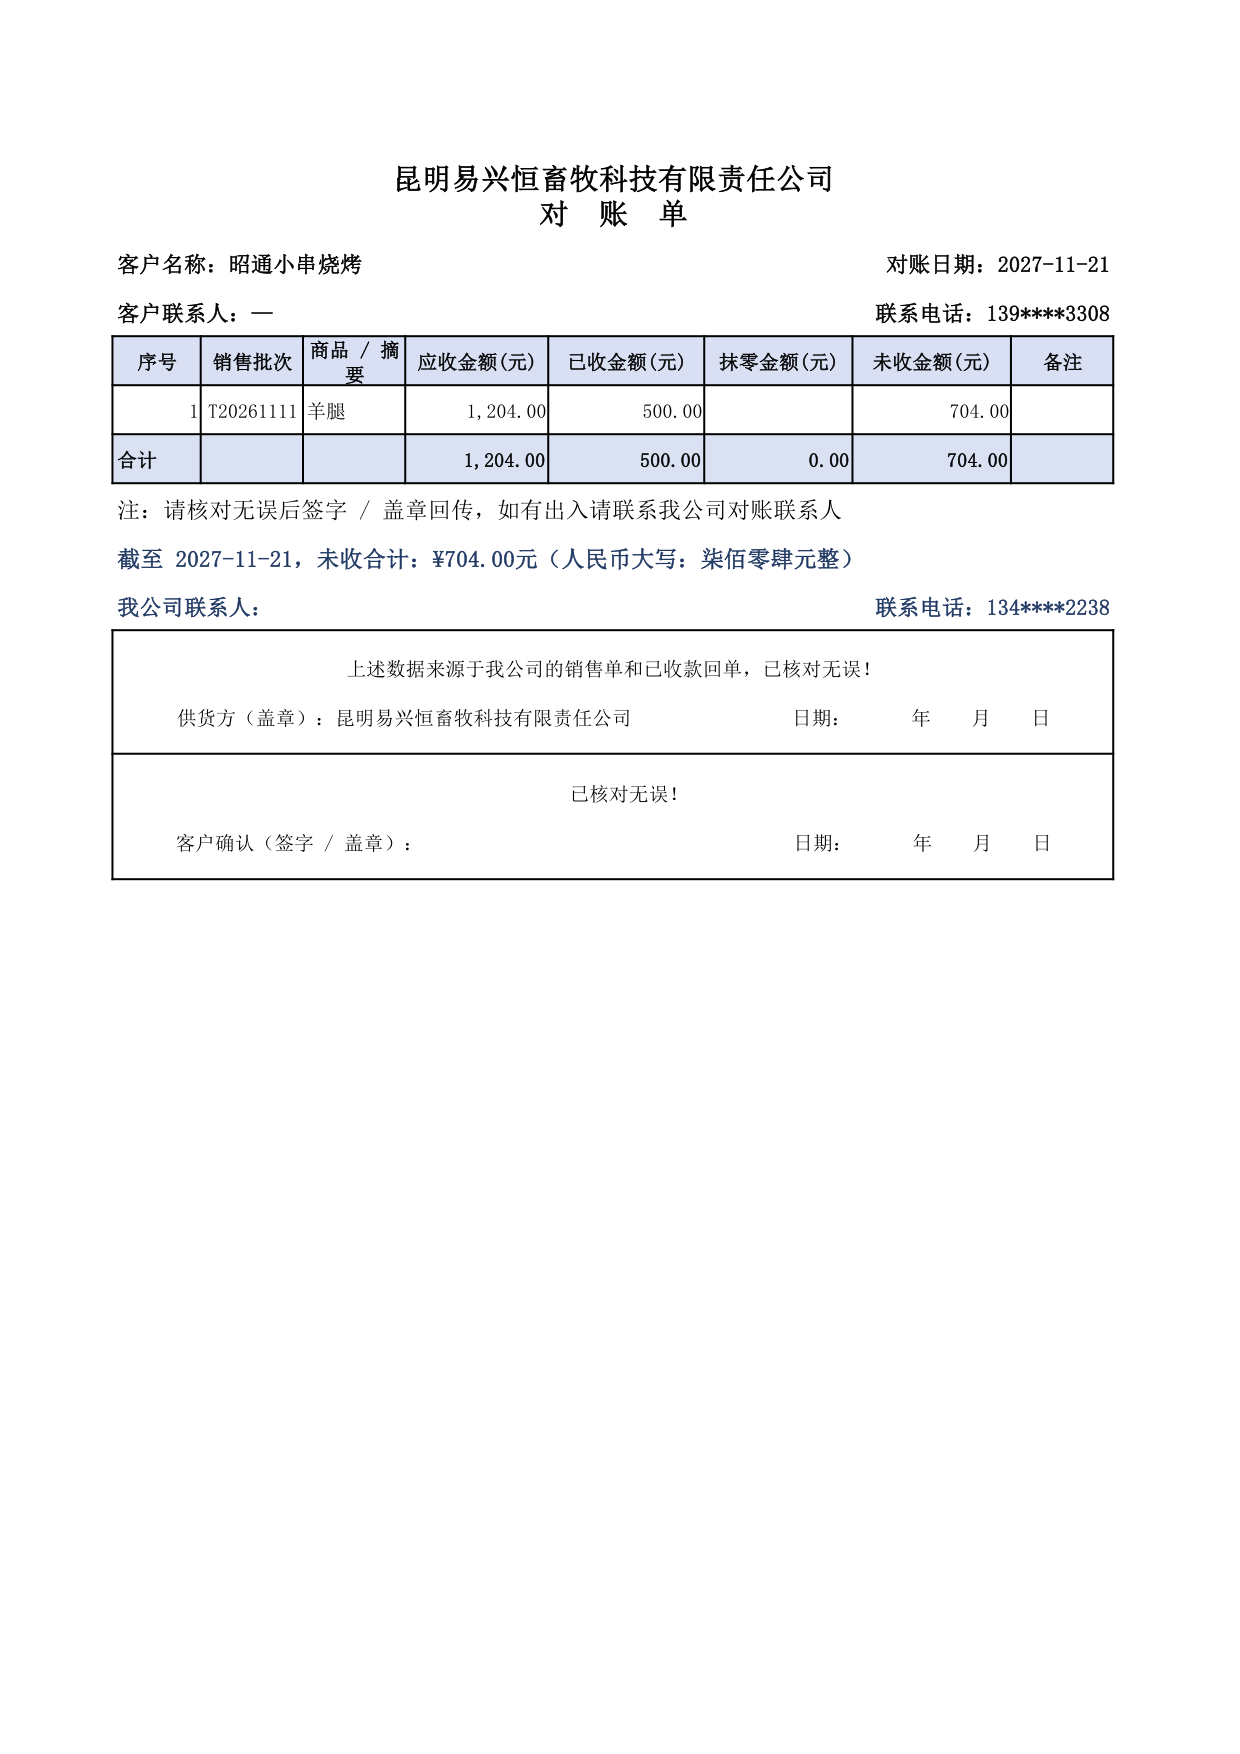 昆明易兴恒畜牧科技有限责任公司
对 账 单
客户名称：昭通小串烧烤 对账日期：2027-11-21
客户联系人：— 联系电话：139****3308
序号 销售批次 商品 / 摘要 应收金额(元) 已收金额(元) 抹零金额(元) 未收金额(元) 备注
1 T20261111 羊腿 1,204.00 500.00 704.00
合计 1,204.00 500.00 0.00 704.00
注：请核对无误后签字 / 盖章回传，如有出入请联系我公司对账联系人
截至 2027-11-21，未收合计：¥704.00元（人民币大写：柒佰零肆元整）
我公司联系人： 联系电话：134****2238
上述数据来源于我公司的销售单和已收款回单，已核对无误！
供货方（盖章）：昆明易兴恒畜牧科技有限责任公司 日期： 年 月 日
已核对无误！
客户确认（签字 / 盖章）： 日期： 年 月 日